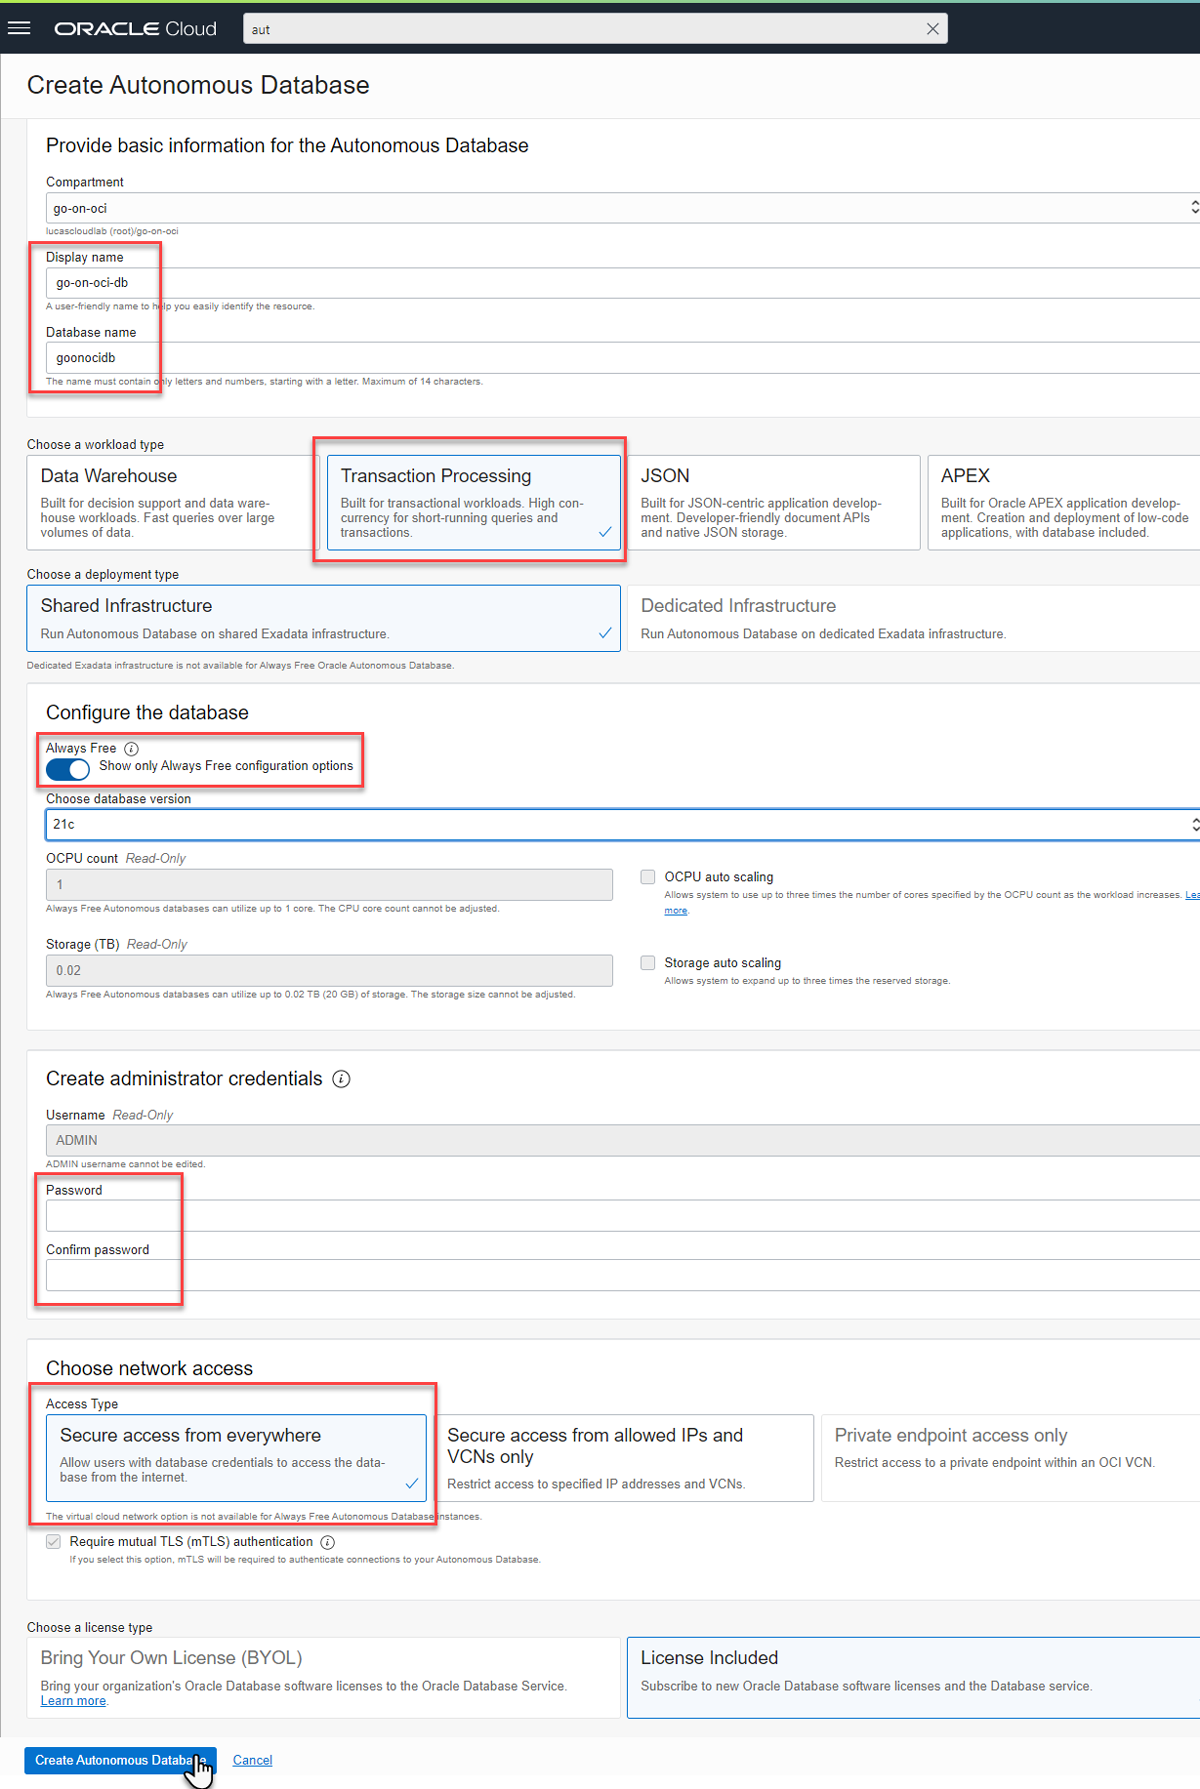 ORACLE Cloud
aut
Create Autonomous Database
Provide basic information for the Autonomous Database
Compartment
go-on-oci
lucascloudlab (root)/go-on-oci
Display name
go-on-oci-db
A user-friendly name to help you easily identify the resource.
Database name
goonocidb
The name must contain only letters and numbers, starting with a letter. Maximum of 14 characters.
Choose a workload type
Data Warehouse
Built for decision support and data ware-
house workloads. Fast queries over large
volumes of data.
Transaction Processing
Built for transactional workloads. High con-
currency for short-running queries and
transactions.
JSON
Built for JSON-centric application develop-
ment. Developer-friendly document APIs
and native JSON storage.
APEX
Built for Oracle APEX application develop-
ment. Creation and deployment of low-code
applications, with database included.
Choose a deployment type
Shared Infrastructure
Run Autonomous Database on shared Exadata infrastructure.
Dedicated Infrastructure
Run Autonomous Database on dedicated Exadata infrastructure.
Dedicated Exadata infrastructure is not available for Always Free Oracle Autonomous Database.
Configure the database
Always Free
Show only Always Free configuration options
Choose database version
21c
OCPU count Read-Only
1
Always Free Autonomous databases can utilize up to 1 core. The CPU core count cannot be adjusted.
OCPU auto scaling
Allows system to use up to three times the number of cores specified by the OCPU count as the workload increases. Lea
more.
Storage (TB) Read-Only
0.02
Always Free Autonomous databases can utilize up to 0.02 TB (20 GB) of storage. The storage size cannot be adjusted.
Storage auto scaling
Allows system to expand up to three times the reserved storage.
Create administrator credentials
Username Read-Only
ADMIN
ADMIN username cannot be edited.
Password
Confirm password
Choose network access
Access Type
Secure access from everywhere
Allow users with database credentials to access the data-
base from the internet.
Secure access from allowed IPs and
VCNs only
Restrict access to specified IP addresses and VCNs.
Private endpoint access only
Restrict access to a private endpoint within an OCI VCN.
The virtual cloud network option is not available for Always Free Autonomous Database instances.
Require mutual TLS (mTLS) authentication
If you select this option, mTLS will be required to authenticate connections to your Autonomous Database.
Choose a license type
Bring Your Own License (BYOL)
Bring your organization's Oracle Database software licenses to the Oracle Database Service.
Learn more.
License Included
Subscribe to new Oracle Database software licenses and the Database service.
Create Autonomous Database
Cancel